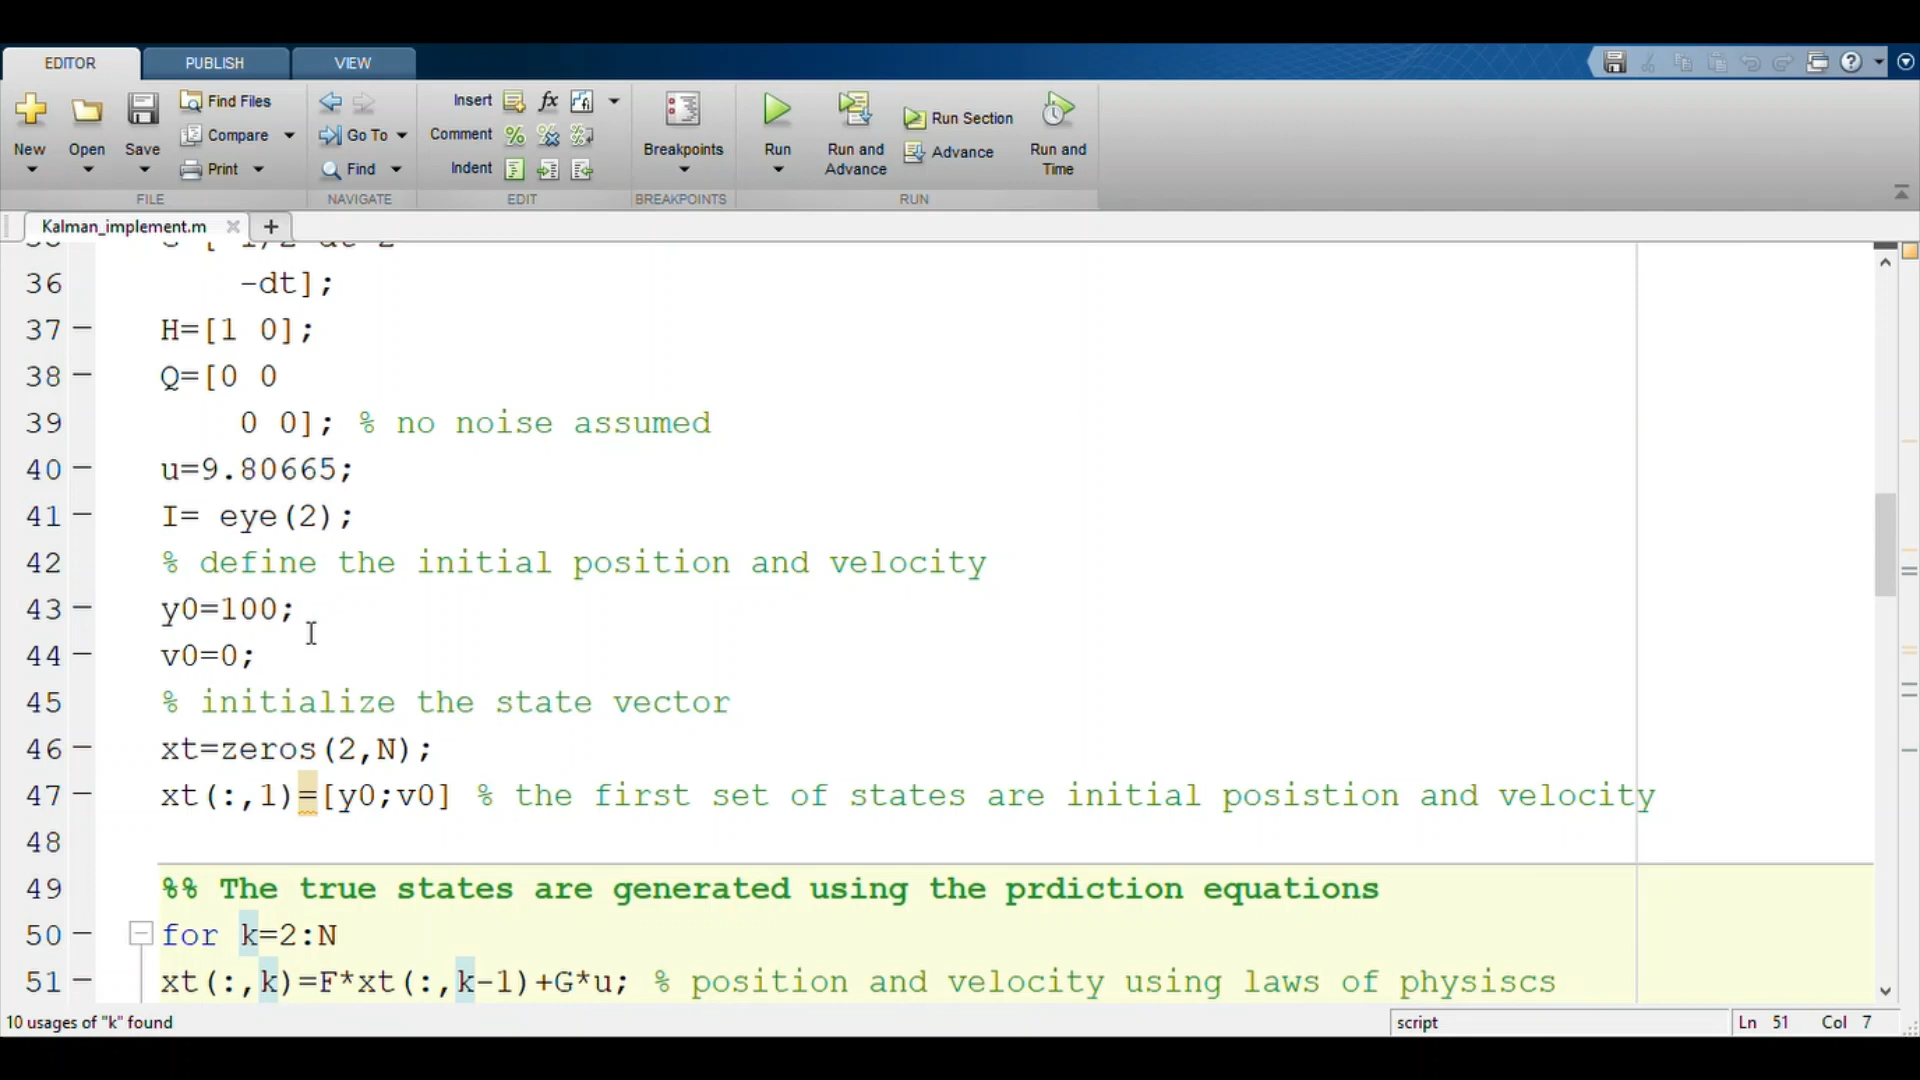 EDITOR PUBLISH VIEW
New Open Save Find Files Compare Print
Go To Find
Insert fx
Comment
Indent
Breakpoints
Run Run and Advance Run Section Advance Run and Time
FILE NAVIGATE EDIT BREAKPOINTS RUN
Kalman_implement.m
36 -dt];
37 H=[1 0];
38 Q=[0 0
39 0 0]; % no noise assumed
40 u=9.80665;
41 I= eye(2);
42 % define the initial position and velocity
43 y0=100;
44 v0=0;
45 % initialize the state vector
46 xt=zeros(2,N);
47 xt(:,1)=[y0;v0] % the first set of states are initial posistion and velocity
48
49 %% The true states are generated using the prdiction equations
50 for k=2:N
51 xt(:,k)=F*xt(:,k-1)+G*u; % position and velocity using laws of physiscs
10 usages of "k" found script Ln 51 Col 7